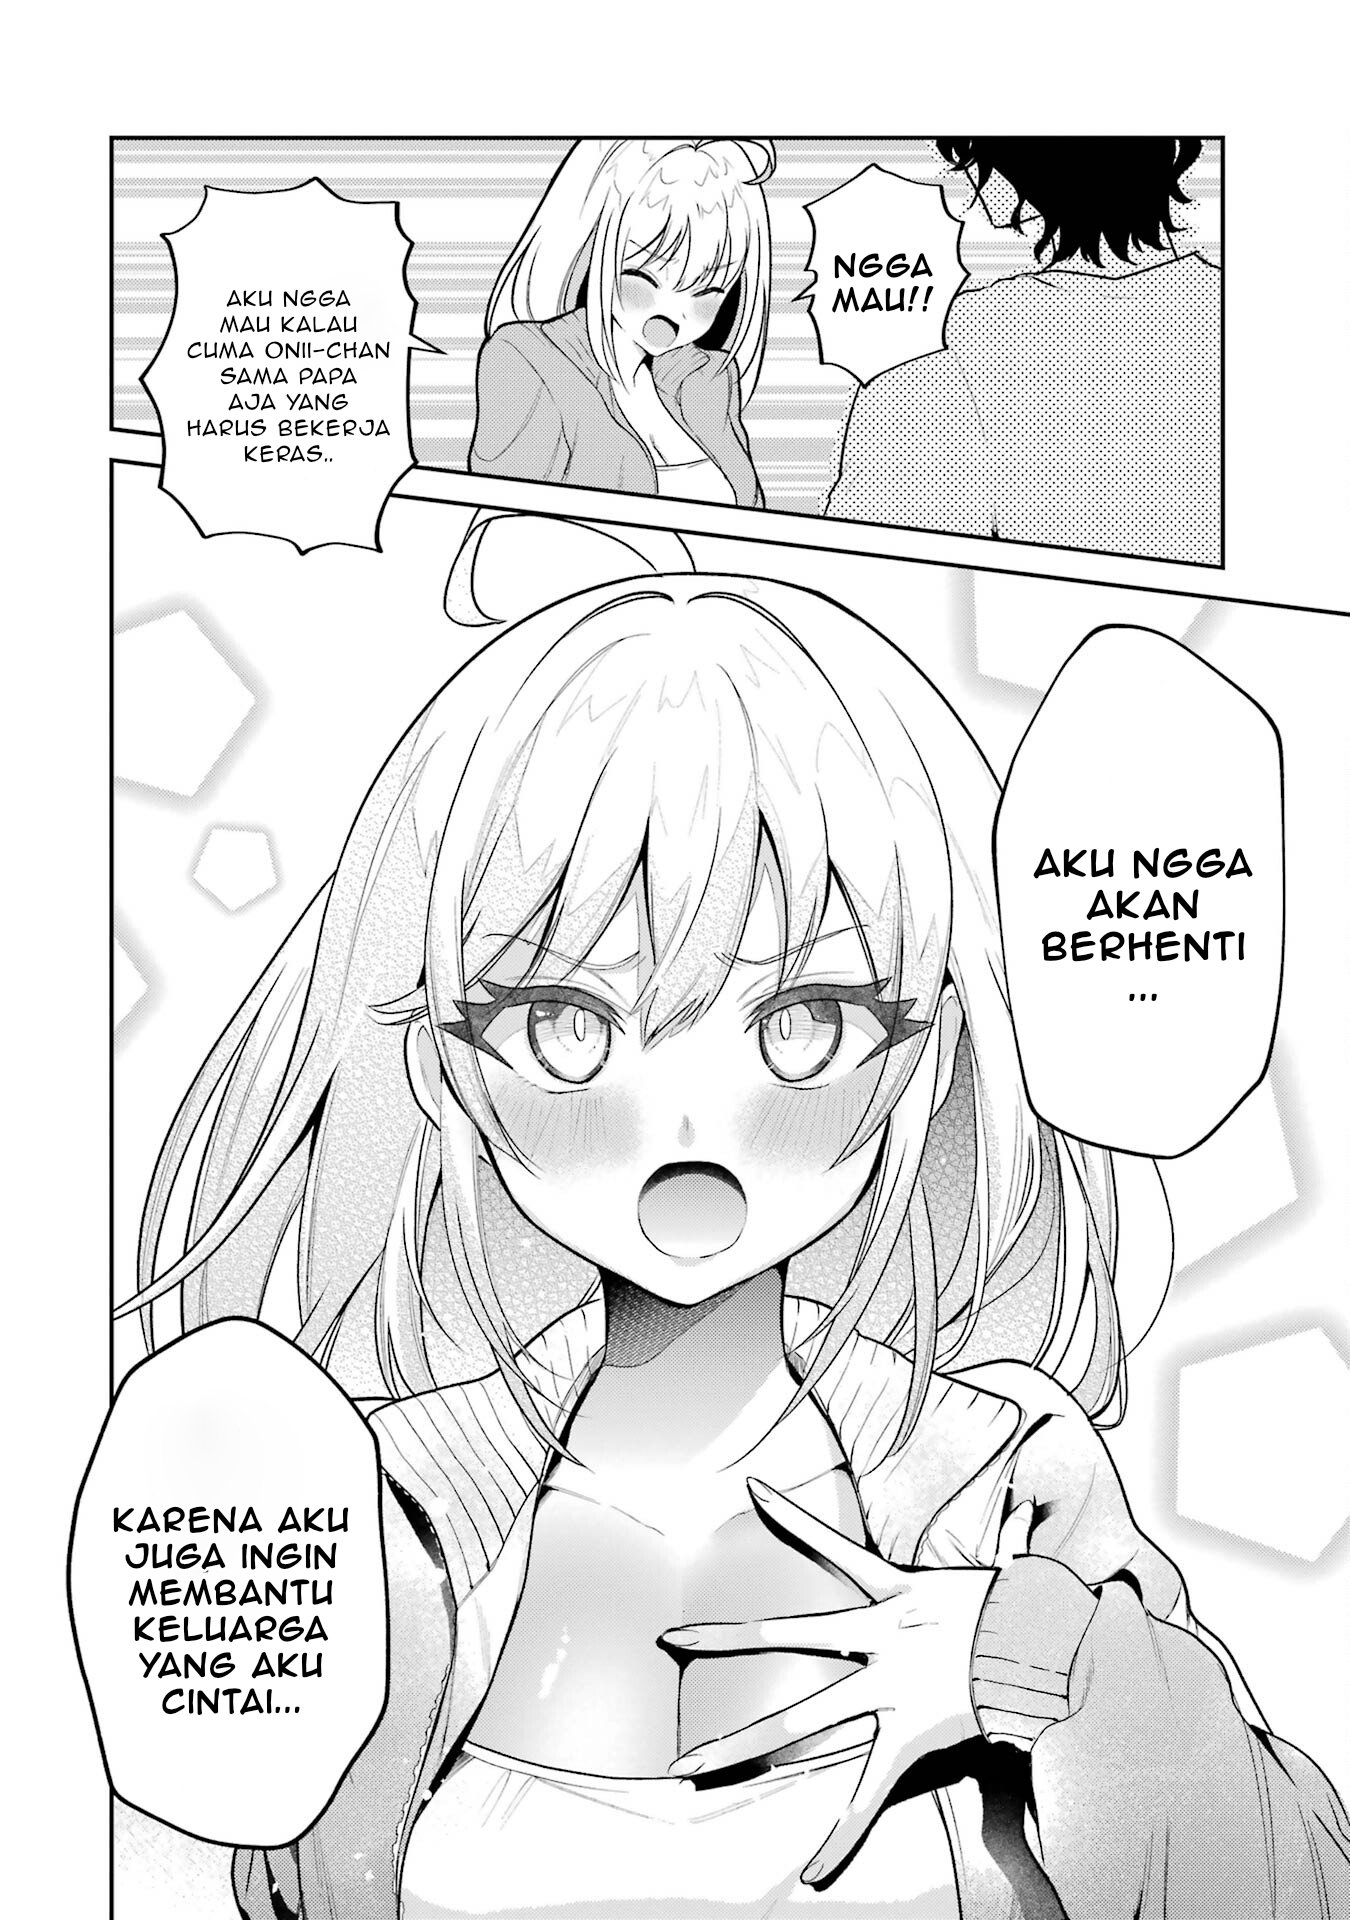 NGGA
MAU!!
AKU NGGA
MAU KALAU
CUMA ONII-CHAN
SAMA PAPA
AJA YANG
HARUS BEKERJA
KERAS..
AKU NGGA
AKAN
BERHENTI
...
KARENA AKU
JUGA INGIN
MEMBANTU
KELUARGA
YANG AKU
CINTAI...